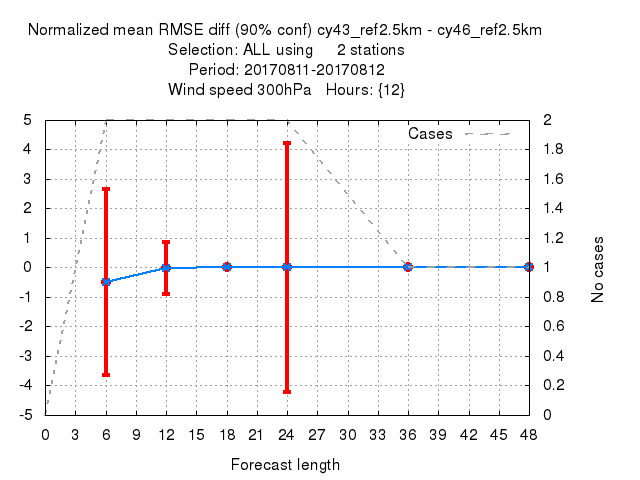 Normalized mean RMSE diff (90% conf) cy43_ref2.5km - cy46_ref2.5km
Selection: ALL using 2 stations
Period: 20170811-20170812
Wind speed 300hPa Hours: {12}
Cases
5
4
3
2
1
0
-1
-2
-3
-4
-5
2
1.8
1.6
1.4
1.2
1
0.8
0.6
0.4
0.2
0
No cases
0 3 6 9 12 15 18 21 24 27 30 33 36 39 42 45 48
Forecast length